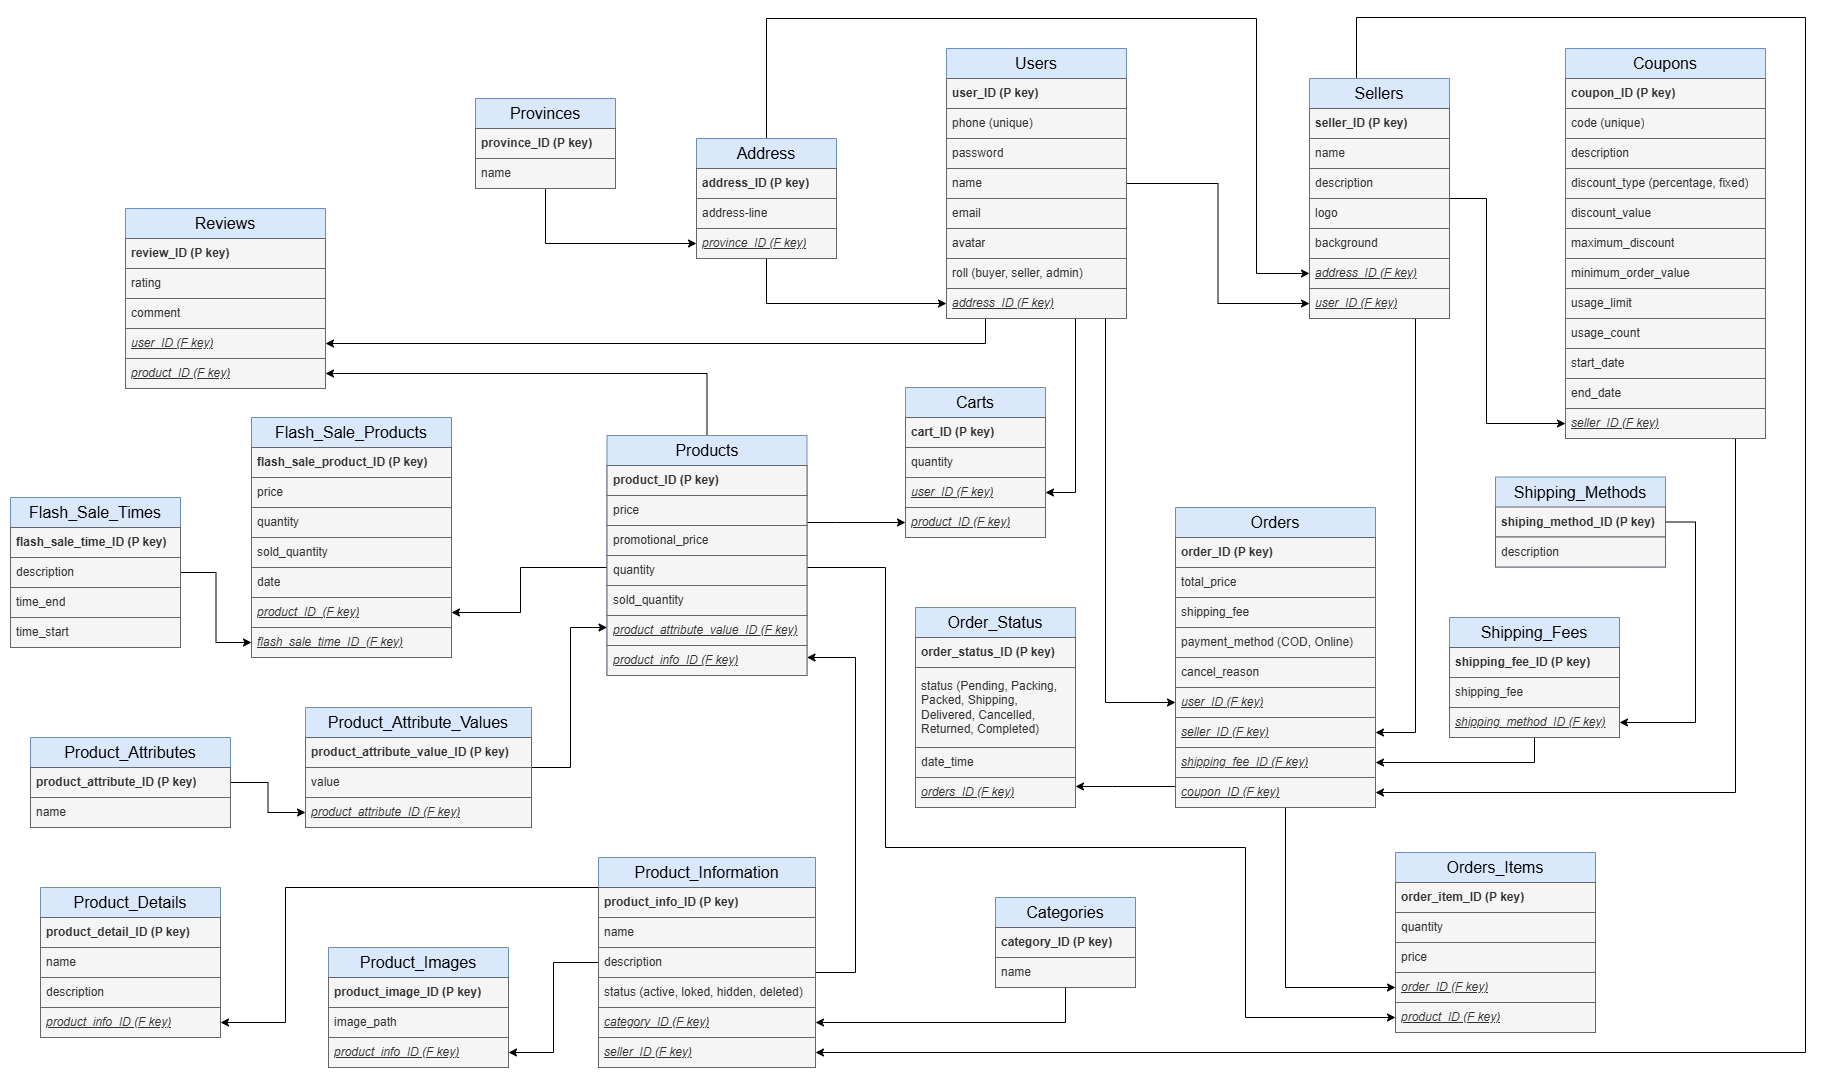 Users
user_ID (P key)
phone (unique)
password
name
email
avatar
roll (buyer, seller, admin)
address_ID (F key)
Sellers
seller_ID (P key)
name
description
logo
background
address_ID (F key)
user_ID (F key)
Coupons
coupon_ID (P key)
code (unique)
description
discount_type (percentage, fixed)
discount_value
maximum_discount
minimum_order_value
usage_limit
usage_count
start_date
end_date
seller_ID (F key)
Provinces
province_ID (P key)
name
Address
address_ID (P key)
address-line
province_ID (F key)
Reviews
review_ID (P key)
rating
comment
user_ID (F key)
product_ID (F key)
Flash_Sale_Products
flash_sale_product_ID (P key)
price
quantity
sold_quantity
date
product_ID  (F key)
flash_sale_time_ID  (F key)
Flash_Sale_Times
flash_sale_time_ID (P key)
description
time_end
time_start
Products
product_ID (P key)
price
promotional_price
quantity
sold_quantity
product_attribute_value_ID (F key)
product_info_ID (F key)
Carts
cart_ID (P key)
quantity
user_ID (F key)
product_ID (F key)
Orders
order_ID (P key)
total_price
shipping_fee
payment_method (COD, Online)
cancel_reason
user_ID (F key)
seller_ID (F key)
shipping_fee_ID (F key)
coupon_ID (F key)
Shipping_Methods
shiping_method_ID (P key)
description
Shipping_Fees
shipping_fee_ID (P key)
shipping_fee
shipping_method_ID (F key)
Order_Status
order_status_ID (P key)
status (Pending, Packing,
Packed, Shipping,
Delivered, Cancelled,
Returned, Completed)
date_time
orders_ID (F key)
Product_Attributes
product_attribute_ID (P key)
name
Product_Attribute_Values
product_attribute_value_ID (P key)
value
product_attribute_ID (F key)
Product_Details
product_detail_ID (P key)
name
description
product_info_ID (F key)
Product_Images
product_image_ID (P key)
image_path
product_info_ID (F key)
Product_Information
product_info_ID (P key)
name
description
status (active, loked, hidden, deleted)
category_ID (F key)
seller_ID (F key)
Categories
category_ID (P key)
name
Orders_Items
order_item_ID (P key)
quantity
price
order_ID (F key)
product_ID (F key)